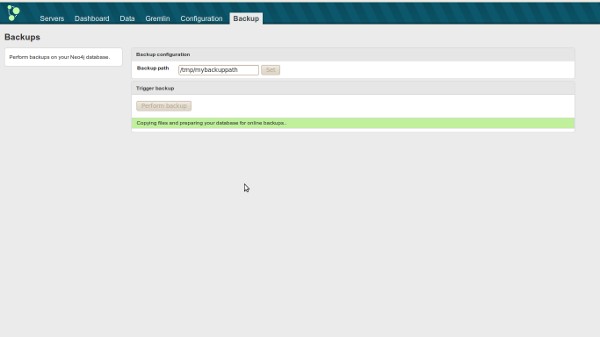 Servers Dashboard Data Gremlin Configuration Backup
Backups
Perform backups on your Neo4j database.
Backup configuration
Backup path /tmp/mybackuppath Set
Trigger backup
Perform backup
Copying files and preparing your database for online backups..